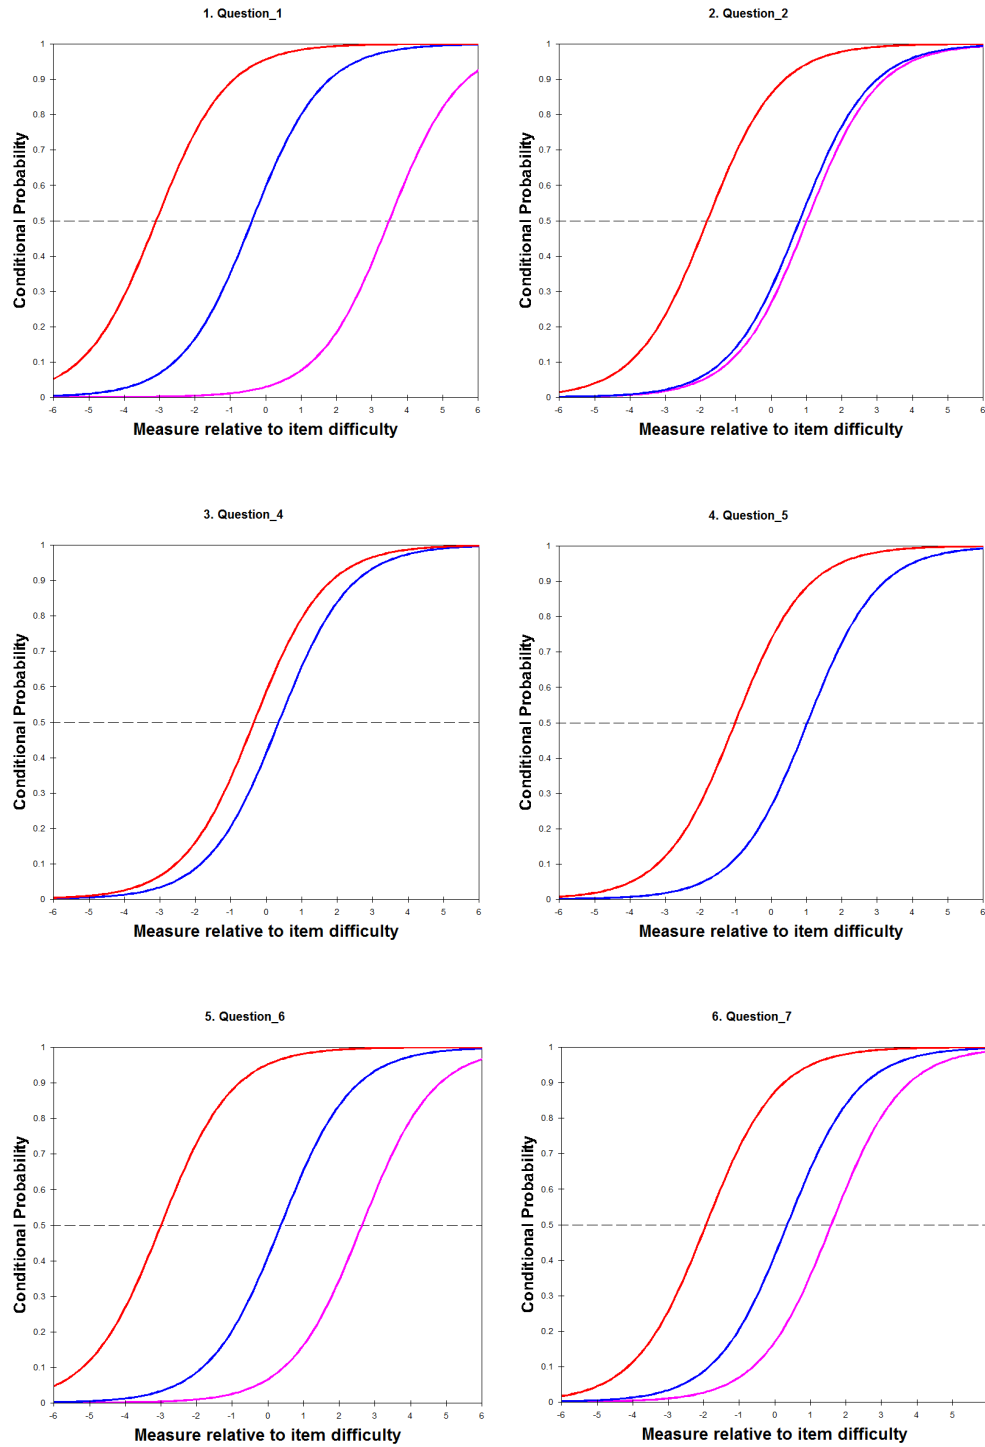 1. Question_1
1
0.9
0.8
0.7
0.6
0.5
0.4
0.3
0.2
0.1
0
-6 -5 -4 -3 -2 -1 0 1 2 3 4 5 6
Conditional Probability
Measure relative to item difficulty
2. Question_2
1
0.9
0.8
0.7
0.6
0.5
0.4
0.3
0.2
0.1
0
-6 -5 -4 -3 -2 -1 0 1 2 3 4 5 6
Conditional Probability
Measure relative to item difficulty
3. Question_4
1
0.9
0.8
0.7
0.6
0.5
0.4
0.3
0.2
0.1
0
-6 -5 -4 -3 -2 -1 0 1 2 3 4 5 6
Conditional Probability
Measure relative to item difficulty
4. Question_5
1
0.9
0.8
0.7
0.6
0.5
0.4
0.3
0.2
0.1
0
-6 -5 -4 -3 -2 -1 0 1 2 3 4 5 6
Conditional Probability
Measure relative to item difficulty
5. Question_6
1
0.9
0.8
0.7
0.6
0.5
0.4
0.3
0.2
0.1
0
-6 -5 -4 -3 -2 -1 0 1 2 3 4 5 6
Conditional Probability
Measure relative to item difficulty
6. Question_7
1
0.9
0.8
0.7
0.6
0.5
0.4
0.3
0.2
0.1
0
-6 -5 -4 -3 -2 -1 0 1 2 3 4 5
Conditional Probability
Measure relative to item difficulty